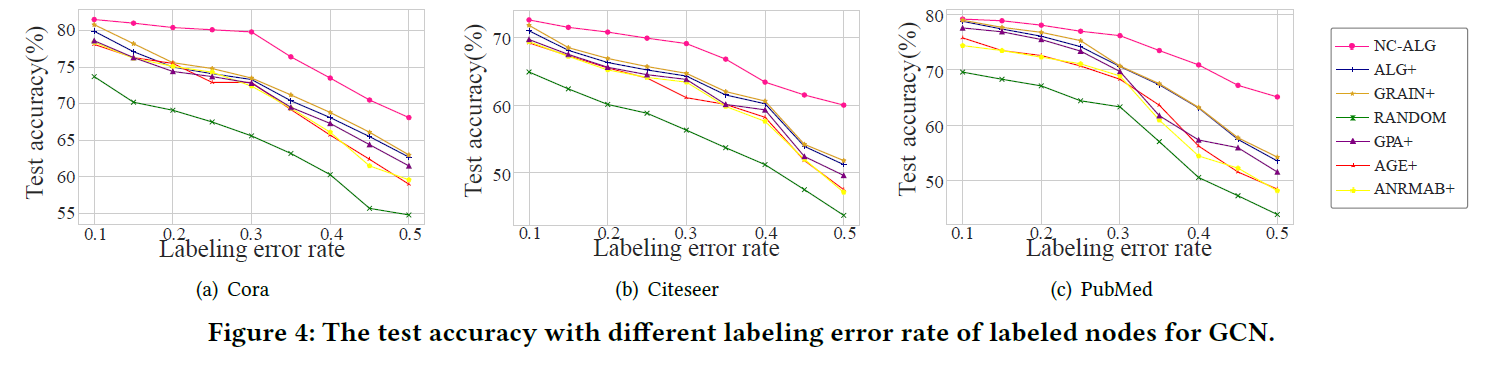 Test accuracy(%)
80
75
70
65
60
55
0.1 0.2 0.3 0.4 0.5
Labeling error rate
(a) Cora
Test accuracy(%)
70
60
50
0.1 0.2 0.3 0.4 0.5
Labeling error rate
(b) Citeseer
Test accuracy(%)
80
70
60
50
0.1 0.2 0.3 0.4 0.5
Labeling error rate
(c) PubMed
NC-ALG
ALG+
GRAIN+
RANDOM
GPA+
AGE+
ANRMAB+
Figure 4: The test accuracy with different labeling error rate of labeled nodes for GCN.